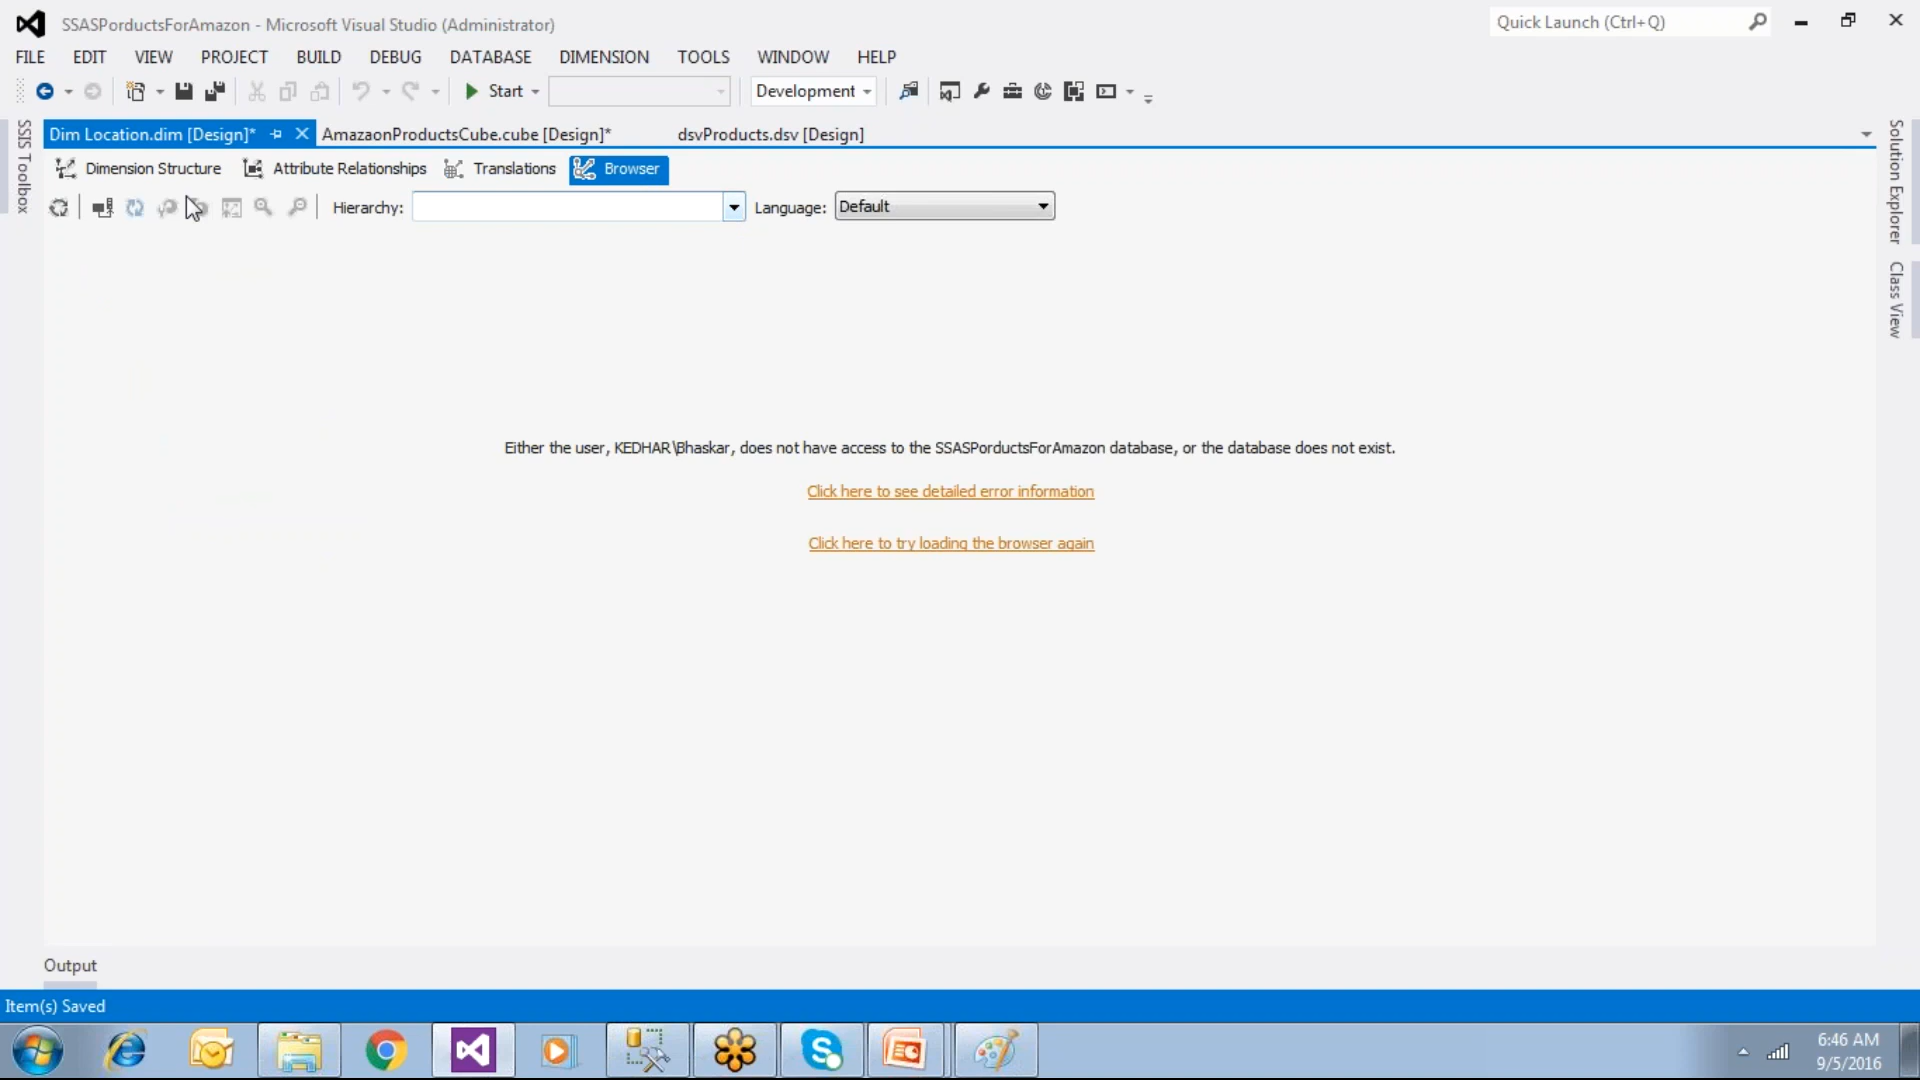 SSASPorductsForAmazon - Microsoft Visual Studio (Administrator)
Quick Launch (Ctrl+Q)
FILE EDIT VIEW PROJECT BUILD DEBUG DATABASE DIMENSION TOOLS WINDOW HELP
Start Development
Dim Location.dim [Design]* AmazaonProductsCube.cube [Design]* dsvProducts.dsv [Design]
Dimension Structure Attribute Relationships Translations Browser
Hierarchy: Language: Default
SSIS Toolbox
Solution Explorer
Class View
Either the user, KEDHAR\Bhaskar, does not have access to the SSASPorductsForAmazon database, or the database does not exist.
Click here to see detailed error information
Click here to try loading the browser again
Output
Item(s) Saved
6:46 AM
9/5/2016